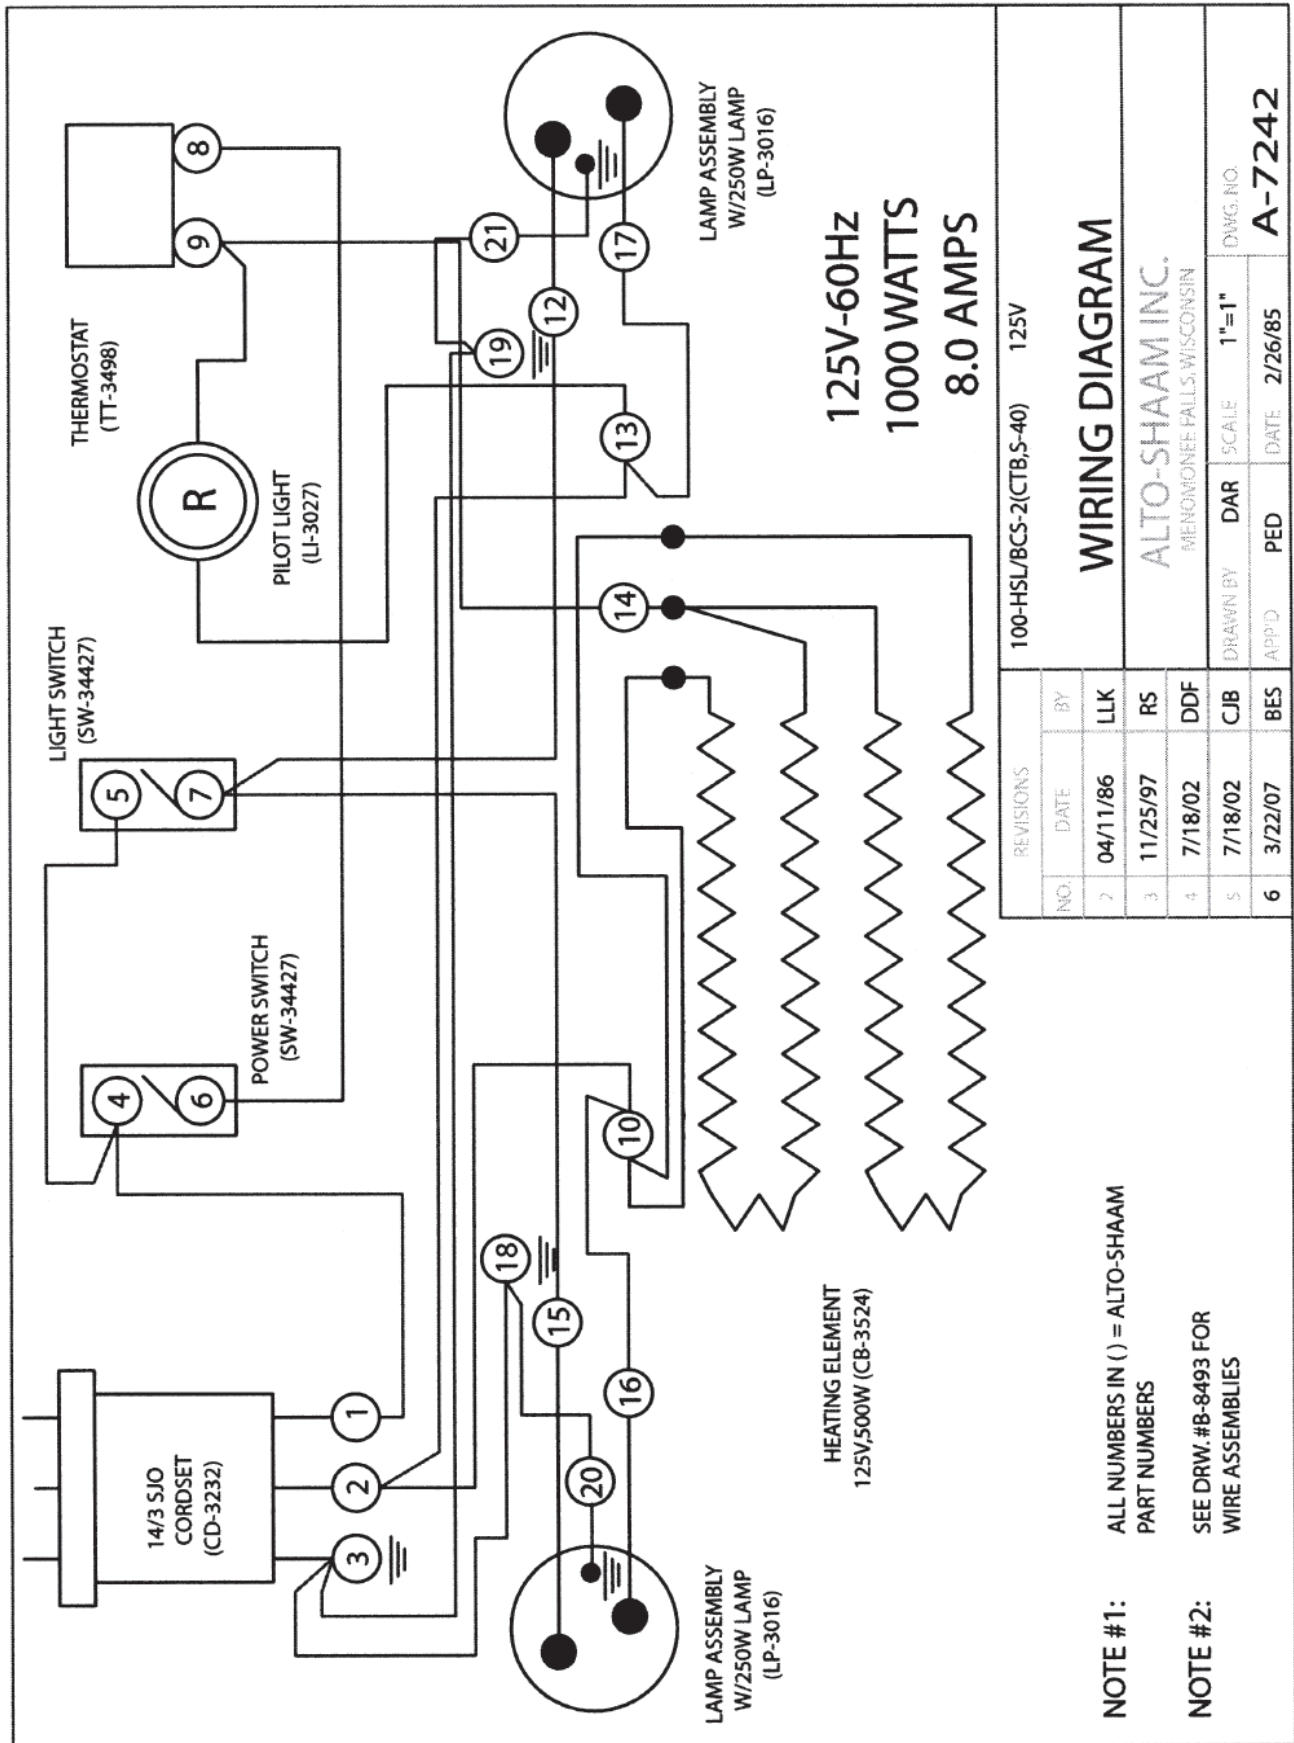 14/3 SJO
CORDSET
(CD-3232)
1
2
3
POWER SWITCH
(SW-34427)
4
6
LIGHT SWITCH
(SW-34427)
5
7
PILOT LIGHT
(LI-3027)
R
THERMOSTAT
(TT-3498)
9
8
LAMP ASSEMBLY
W/250W LAMP
(LP-3016)
20
18
15
16
10
14
13
19
12
21
17
LAMP ASSEMBLY
W/250W LAMP
(LP-3016)
HEATING ELEMENT
125V,500W (CB-3524)
125V-60Hz
1000 WATTS
8.0 AMPS
NOTE #1: ALL NUMBERS IN ( ) = ALTO-SHAAM
PART NUMBERS
NOTE #2: SEE DRW. #B-8493 FOR
WIRE ASSEMBLIES
REVISIONS
NO. DATE BY
2 04/11/86 LLK
3 11/25/97 RS
4 7/18/02 DDF
5 7/18/02 CJB
6 3/22/07 BES
100-HSL/BCS-2(CTB,S-40) 125V
WIRING DIAGRAM
ALTO-SHAAM INC.
MENOMONEE FALLS, WISCONSIN
DRAWN BY DAR SCALE 1"=1" DWG. NO.
APP'D PED DATE 2/26/85 A-7242